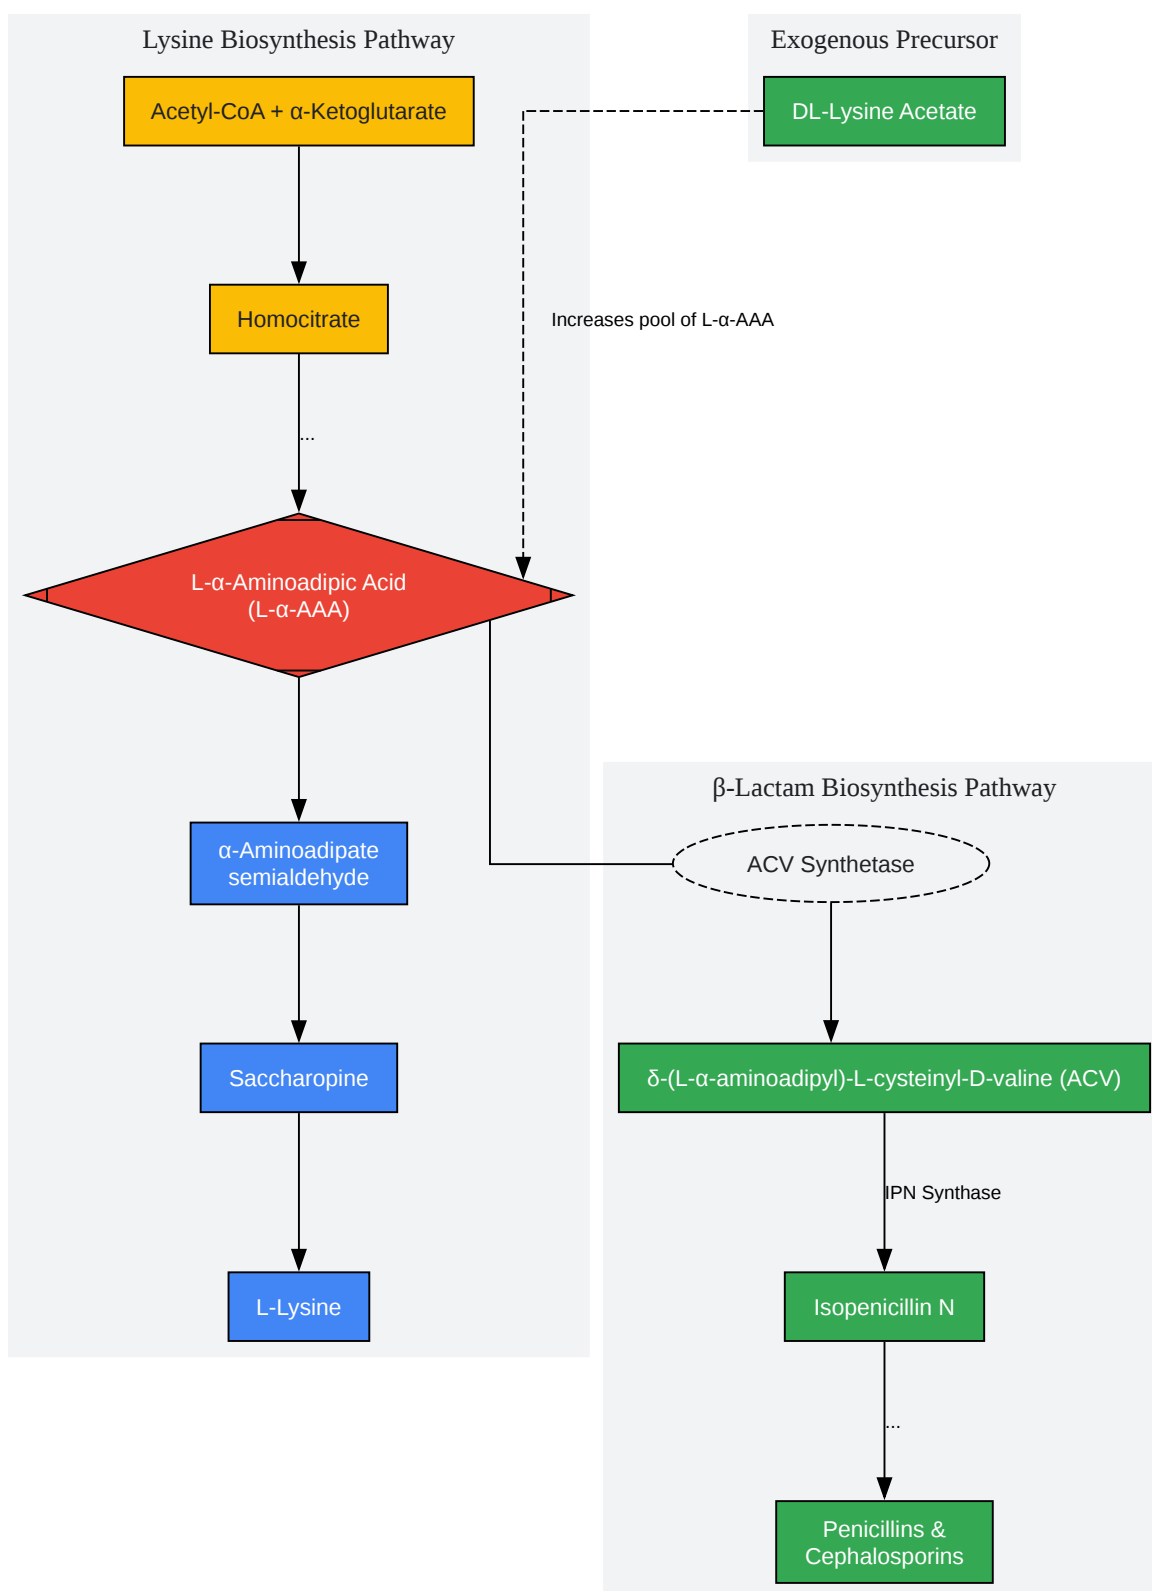 Lysine Biosynthesis Pathway
Exogenous Precursor
Acetyl-CoA + α-Ketoglutarate
DL-Lysine Acetate
Homocitrate
Increases pool of L-α-AAA
...
L-α-Aminoadipic Acid
(L-α-AAA)
β-Lactam Biosynthesis Pathway
α-Aminoadipate
semialdehyde
ACV Synthetase
Saccharopine
δ-(L-α-aminoadipyl)-L-cysteinyl-D-valine (ACV)
IPN Synthase
L-Lysine
Isopenicillin N
...
Penicillins &
Cephalosporins